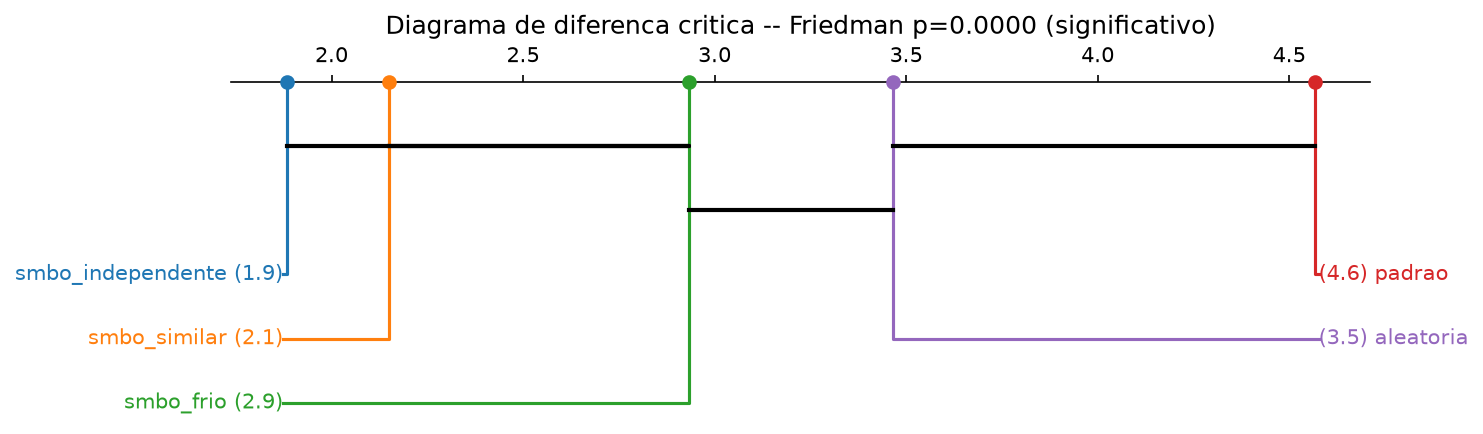 Diagrama de diferenca critica -- Friedman p=0.0000 (significativo)
2.0 2.5 3.0 3.5 4.0 4.5
smbo_independente (1.9) (4.6) padrao
smbo_similar (2.1) (3.5) aleatoria
smbo_frio (2.9)